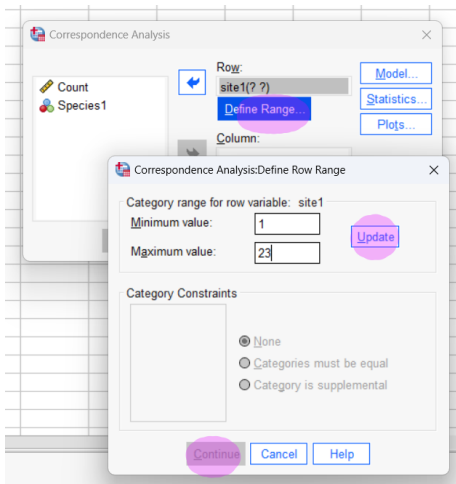 Correspondence Analysis
Row:
Count
Species1
site1(? ?)
Define Range...
Model...
Statistics...
Plots...
Column:
Correspondence Analysis:Define Row Range
Category range for row variable: site1
Minimum value:
1
Update
Maximum value:
23
Category Constraints
None
Categories must be equal
Category is supplemental
Continue
Cancel
Help